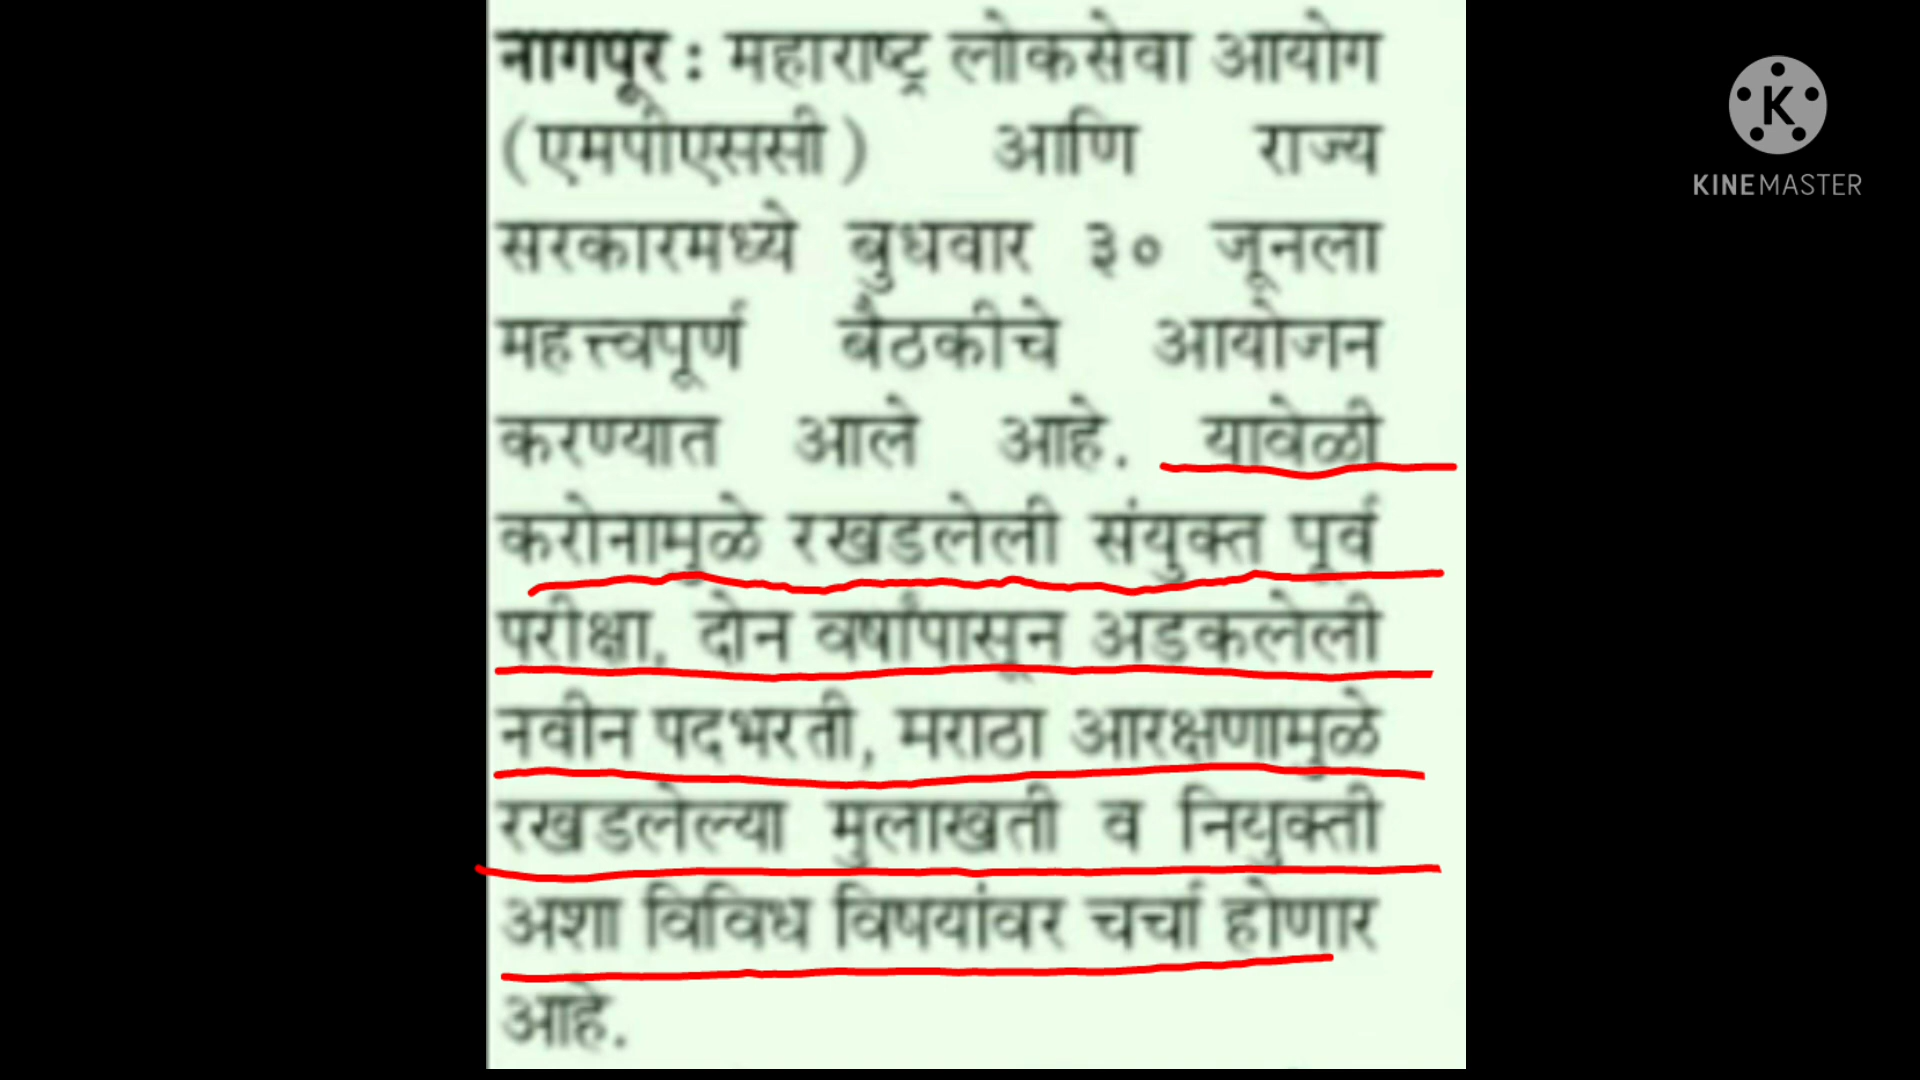 नागपूर : महाराष्ट्र लोकसेवा आयोग
(एमपीएससी) आणि राज्य
सरकारमध्ये बुधवार ३० जूनला
महत्त्वपूर्ण बैठकीचे आयोजन
करण्यात आले आहे. यावेळी
करोनामुळे रखडलेली संयुक्त पूर्व
परीक्षा, दोन वर्षांपासून अडकलेली
नवीन पदभरती, मराठा आरक्षणामुळे
रखडलेल्या मुलाखती व नियुक्ती
अशा विविध विषयांवर चर्चा होणार
आहे.
K
KINEMASTER